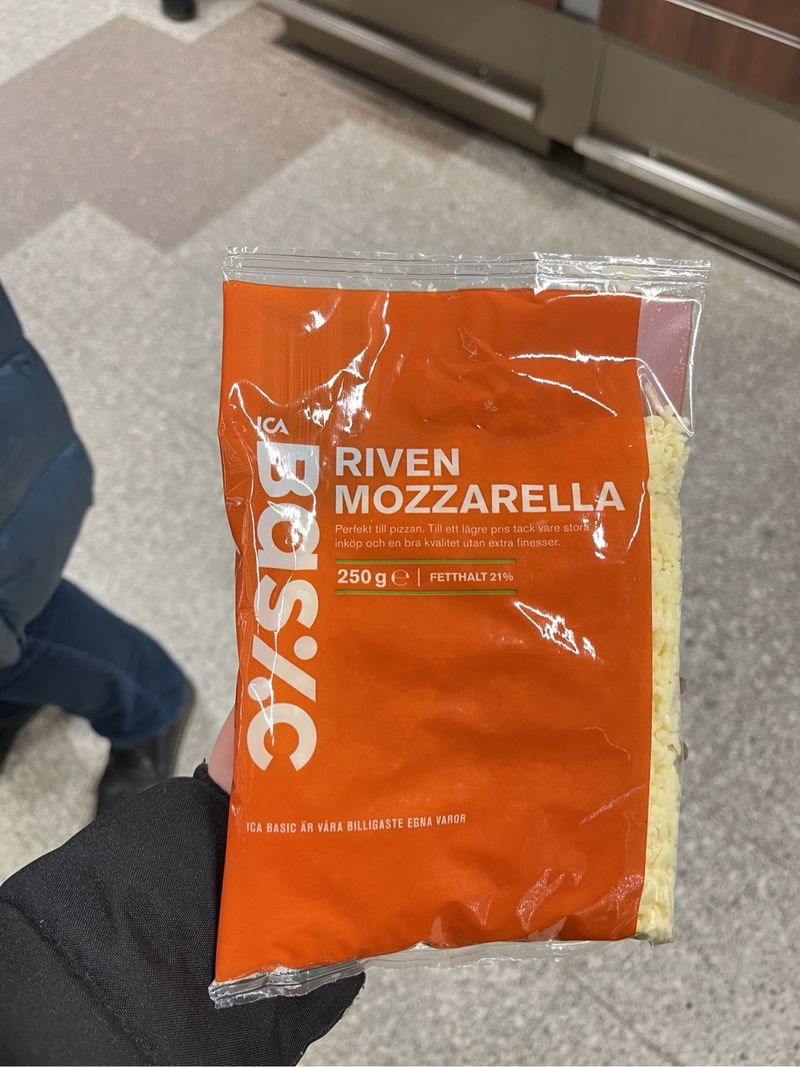 ICA
Basic
RIVEN
MOZZARELLA
Perfekt till pizzan. Till ett lägre pris tack vare stora
inköp och en bra kvalitet utan extra finesser.
250 g ℮ | FETTHALT 21%
ICA BASIC ÄR VÅRA BILLIGASTE EGNA VAROR